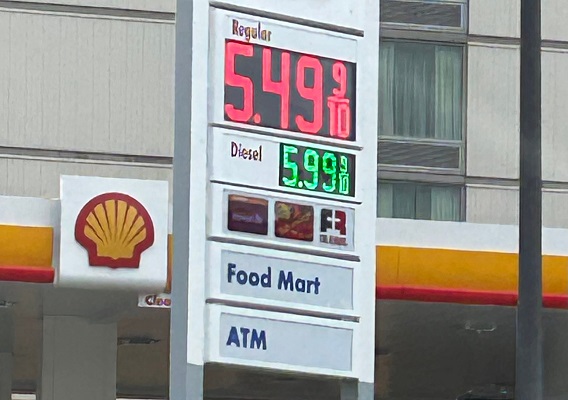 Regular
5.49 9/10
Diesel
5.99 9/10
Food Mart
ATM